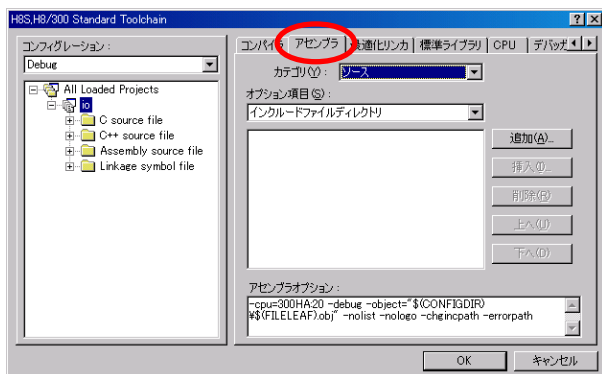 H8S,H8/300 Standard Toolchain
コンフィグレーション:
Debug
All Loaded Projects
io
C source file
C++ source file
Assembly source file
Linkage symbol file
コンパイラ アセンブラ 最適化リンカ 標準ライブラリ CPU デバッガ
カテゴリ(Y): ソース
オプション項目(S):
インクルードファイルディレクトリ
追加(A)...
挿入(I)...
削除(R)
上へ(U)
下へ(D)
アセンブラオプション:
-cpu=300HA:20 -debug -object="$(CONFIGDIR)
¥$(FILELEAF).obj" -nolist -nologo -chgincpath -errorpath
OK
キャンセル